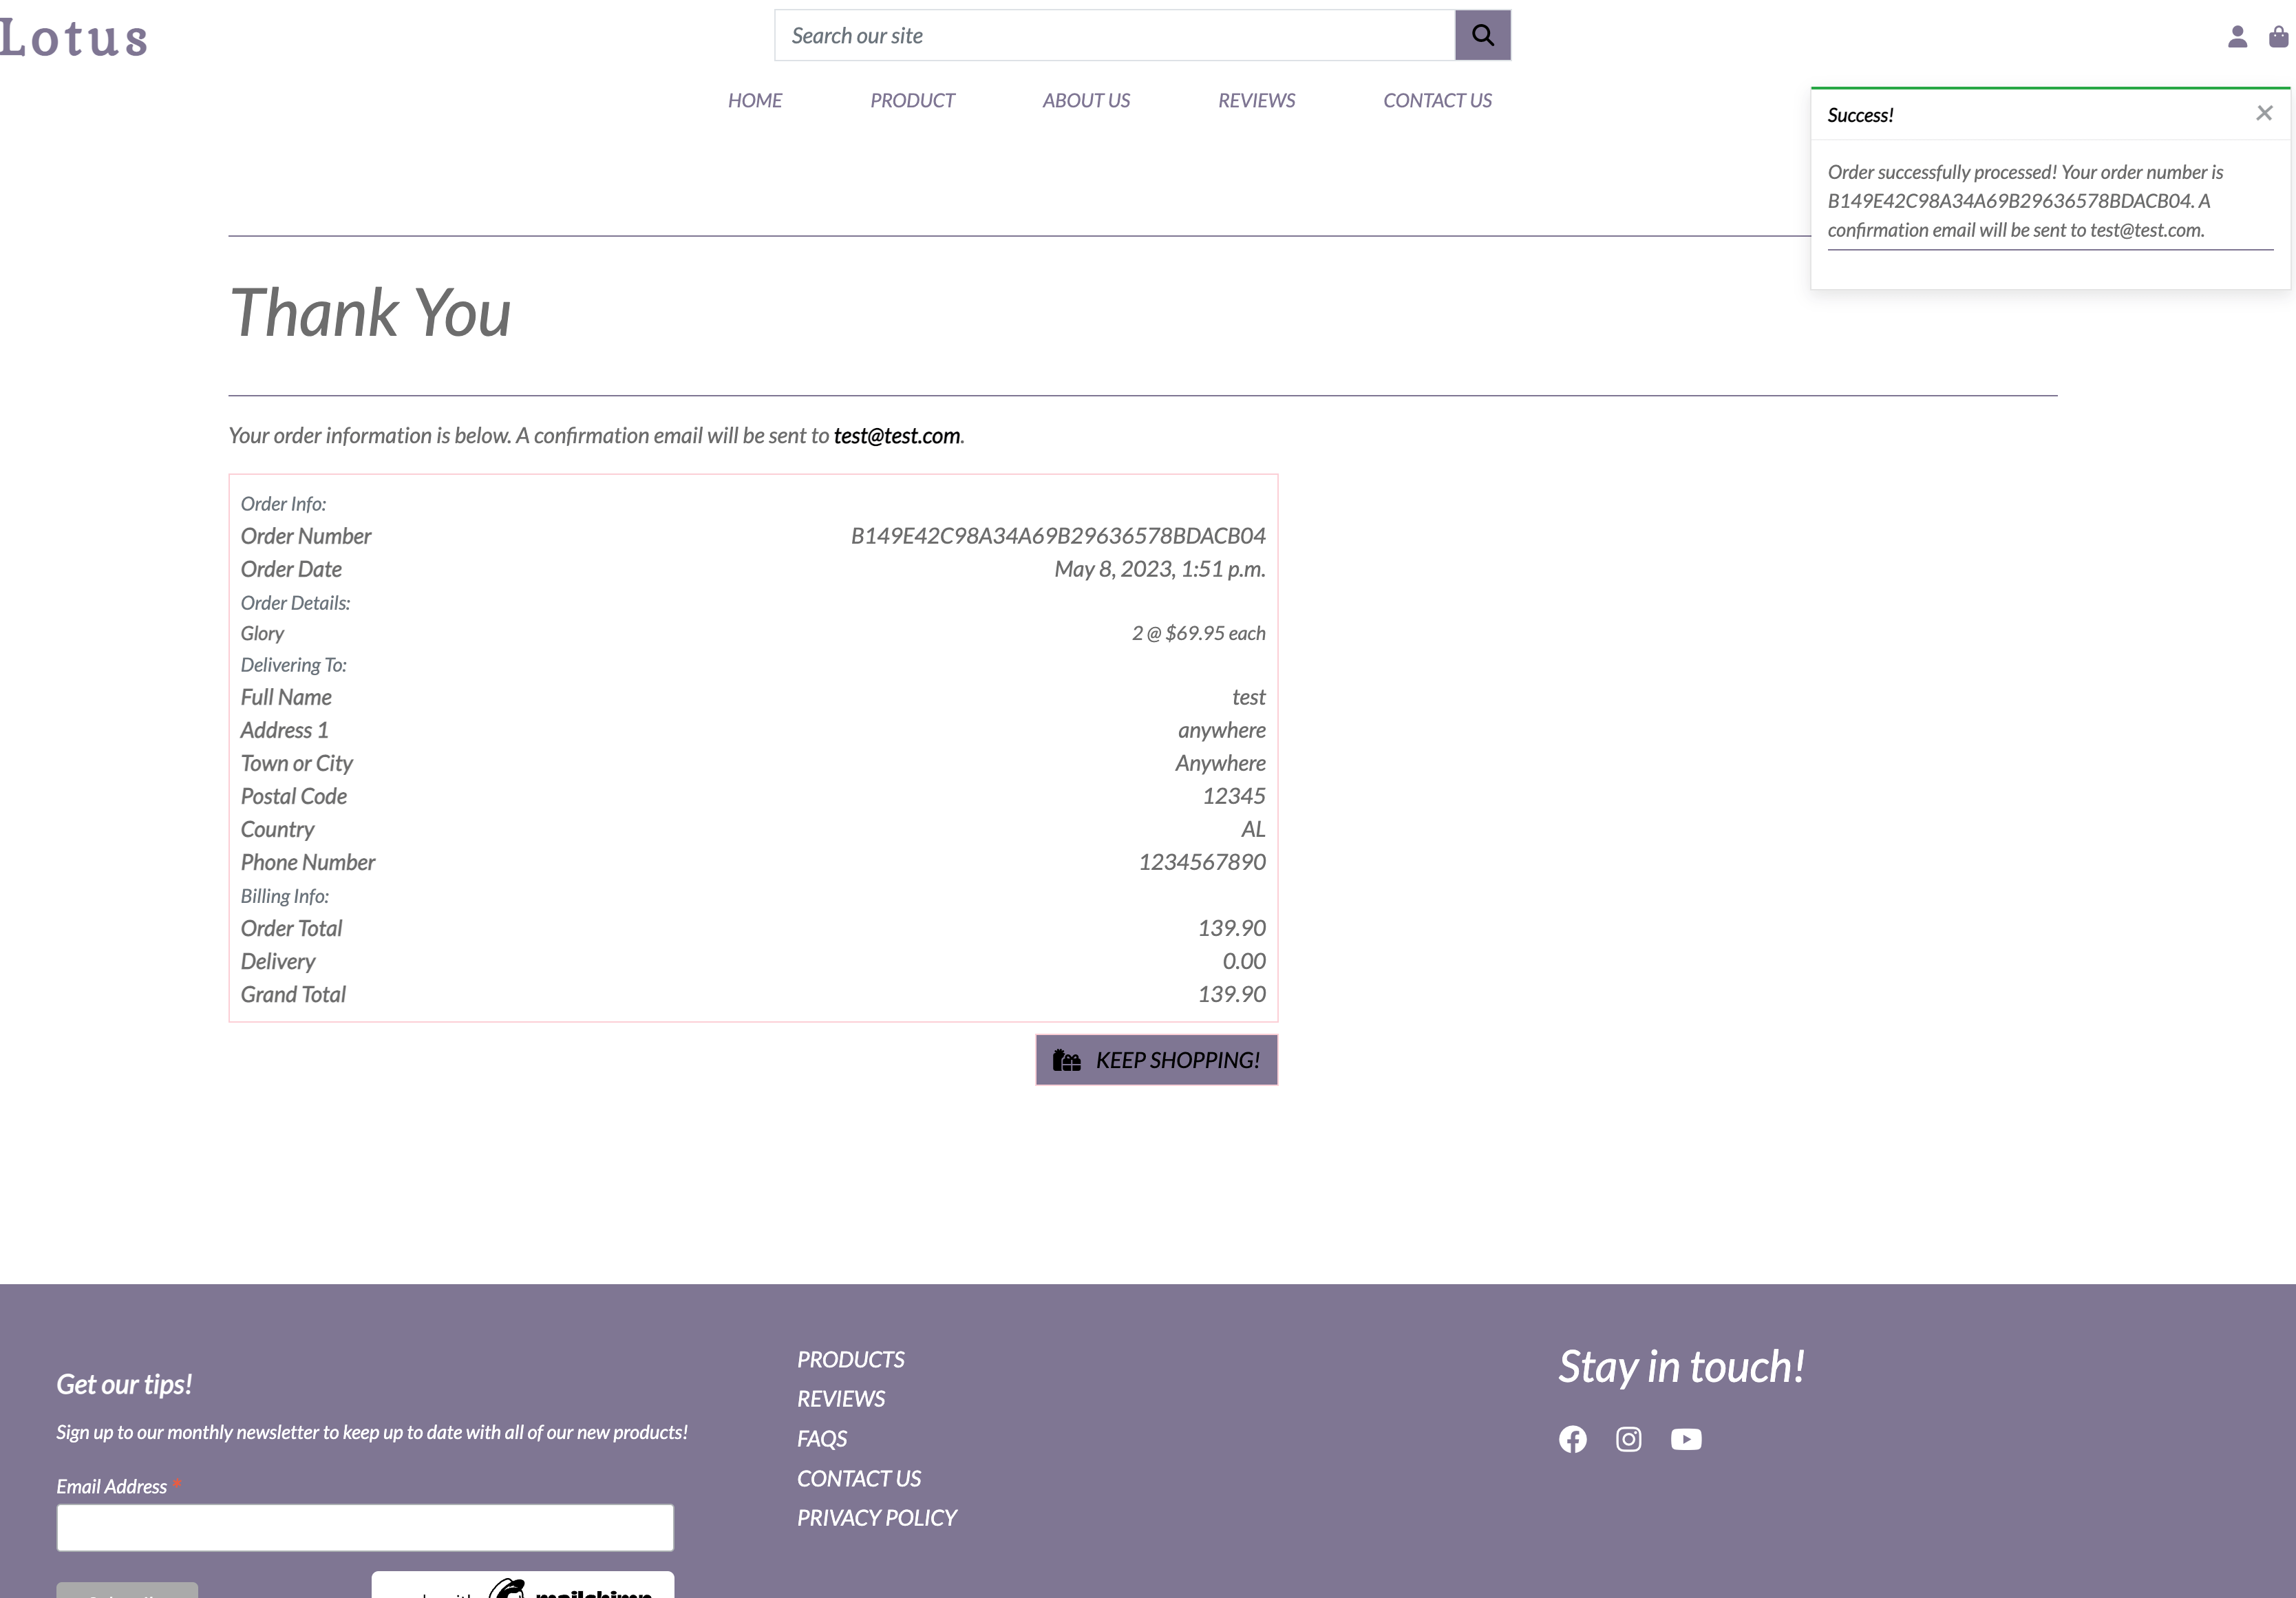 Lotus
Search our site
HOME PRODUCT ABOUT US REVIEWS CONTACT US
Success!
Order successfully processed! Your order number is
B149E42C98A34A69B29636578BDACB04. A
confirmation email will be sent to test@test.com.
Thank You
Your order information is below. A confirmation email will be sent to test@test.com.
Order Info:
Order Number B149E42C98A34A69B29636578BDACB04
Order Date May 8, 2023, 1:51 p.m.
Order Details:
Glory 2 @ $69.95 each
Delivering To:
Full Name test
Address 1 anywhere
Town or City Anywhere
Postal Code 12345
Country AL
Phone Number 1234567890
Billing Info:
Order Total 139.90
Delivery 0.00
Grand Total 139.90
KEEP SHOPPING!
Get our tips!
Sign up to our monthly newsletter to keep up to date with all of our new products!
Email Address *
PRODUCTS
REVIEWS
FAQS
CONTACT US
PRIVACY POLICY
Stay in touch!
mailchimp